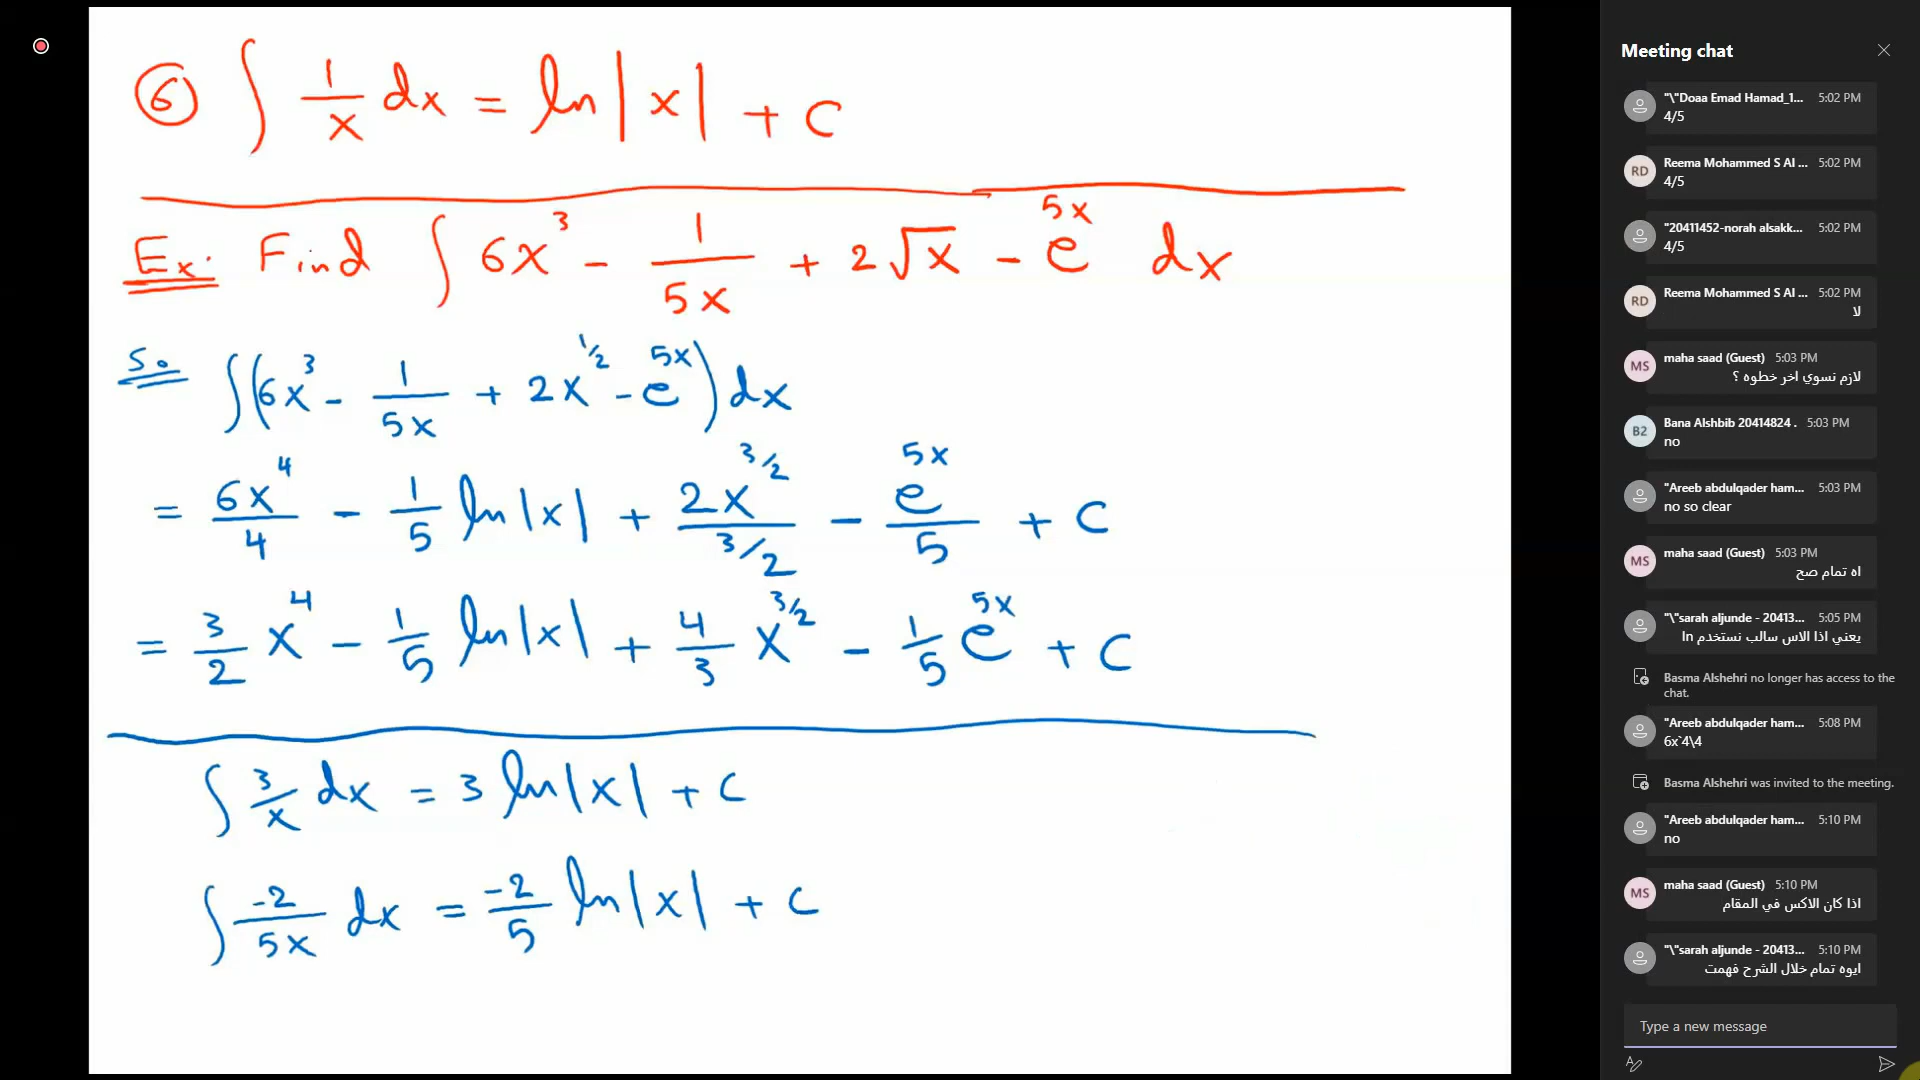 ⑥ ∫ 1/x dx = ln|x| + c
Ex: Find ∫ 6x³ - 1/5x + 2√x - e^5x dx
So ∫(6x³ - 1/5x + 2x^1/2 - e^5x) dx
= 6x⁴/4 - 1/5 ln|x| + 2x^3/2 / 3/2 - e^5x/5 + c
= 3/2 x⁴ - 1/5 ln|x| + 4/3 x^3/2 - 1/5 e^5x + c
∫ 3/x dx = 3 ln|x| + c
∫ -2/5x dx = -2/5 ln|x| + c
Meeting chat
"\"Doaa Emad Hamad_1... 5:02 PM
4/5
RD Reema Mohammed S Al ... 5:02 PM
4/5
"20411452-norah alsakk... 5:02 PM
4/5
RD Reema Mohammed S Al ... 5:02 PM
لا
MS maha saad (Guest) 5:03 PM
لازم نسوي اخر خطوه ؟
B2 Bana Alshbib 20414824 . 5:03 PM
no
"Areeb abdulqader ham... 5:03 PM
no so clear
MS maha saad (Guest) 5:03 PM
اه تمام صح
"\"sarah aljunde - 20413... 5:05 PM
يعني اذا الاس سالب نستخدم ln
Basma Alshehri no longer has access to the
chat.
"Areeb abdulqader ham... 5:08 PM
6x`4\4
Basma Alshehri was invited to the meeting.
"Areeb abdulqader ham... 5:10 PM
no
MS maha saad (Guest) 5:10 PM
اذا كان الاكس في المقام
"\"sarah aljunde - 20413... 5:10 PM
ايوه تمام خلال الشرح فهمت
Type a new message